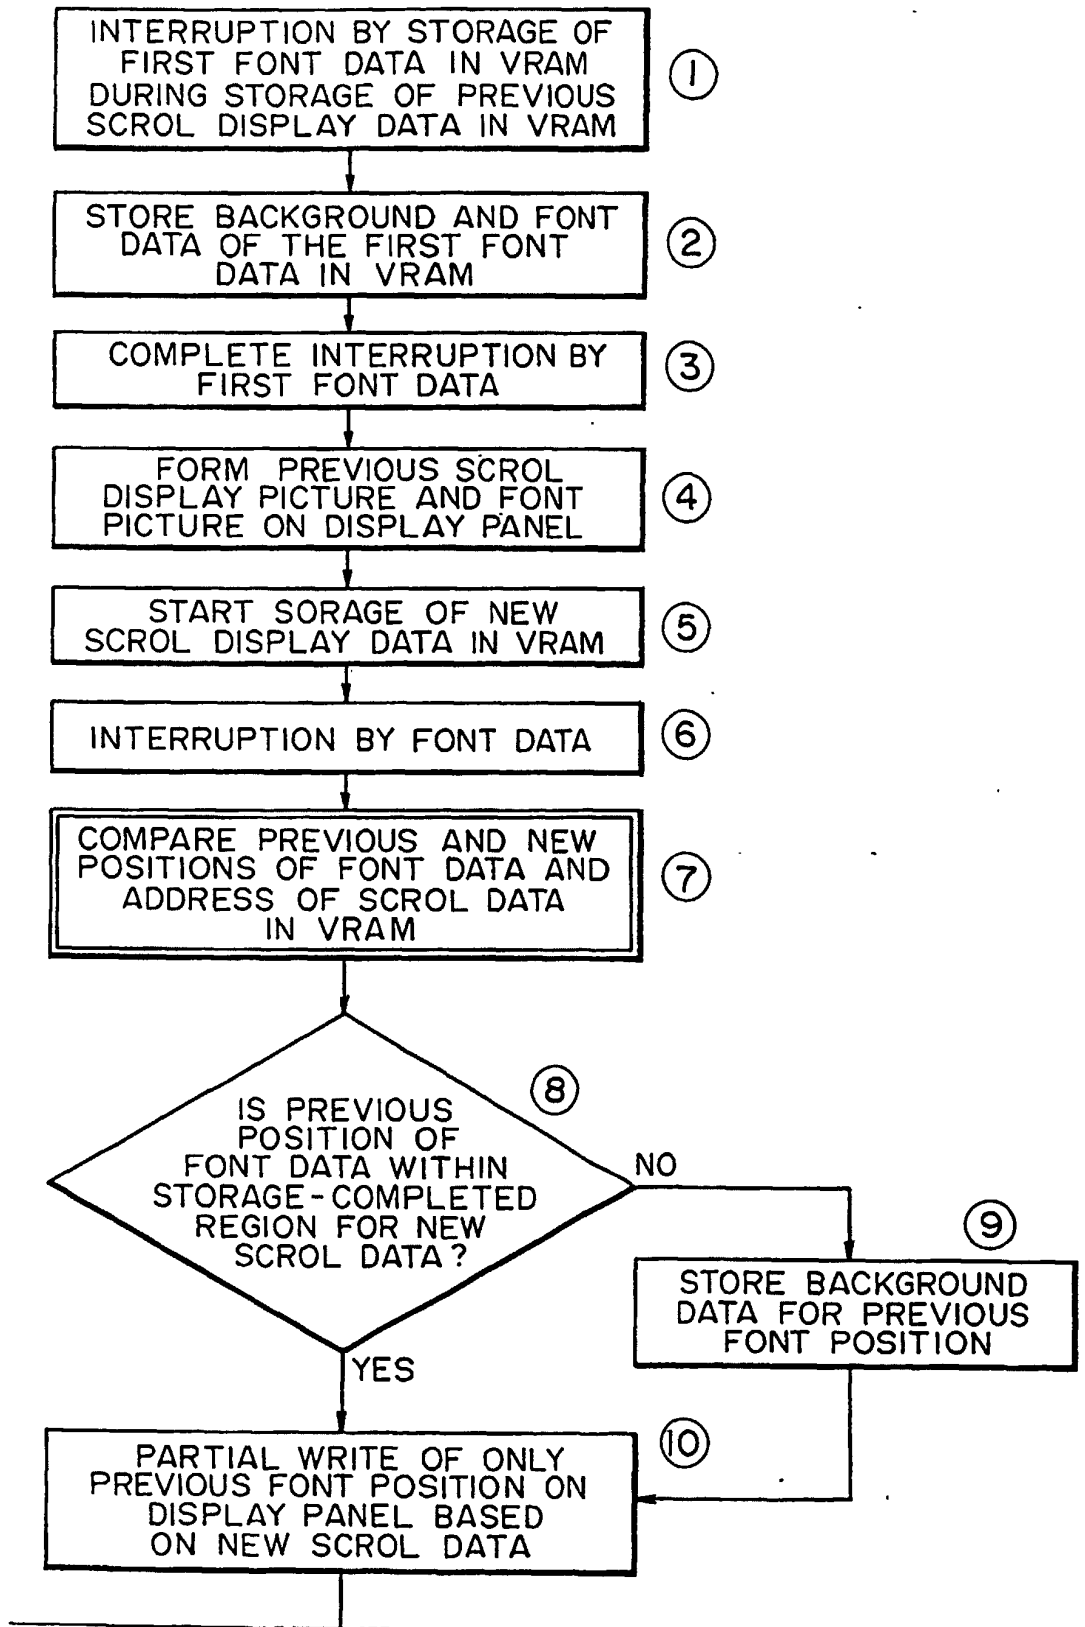 INTERRUPTION BY STORAGE OF
FIRST FONT DATA IN VRAM
DURING STORAGE OF PREVIOUS
SCROL DISPLAY DATA IN VRAM
1
STORE BACKGROUND AND FONT
DATA OF THE FIRST FONT
DATA IN VRAM
2
COMPLETE INTERRUPTION BY
FIRST FONT DATA
3
FORM PREVIOUS SCROL
DISPLAY PICTURE AND FONT
PICTURE ON DISPLAY PANEL
4
START SORAGE OF NEW
SCROL DISPLAY DATA IN VRAM
5
INTERRUPTION BY FONT DATA
6
COMPARE PREVIOUS AND NEW
POSITIONS OF FONT DATA AND
ADDRESS OF SCROL DATA
IN VRAM
7
8
IS PREVIOUS
POSITION OF
FONT DATA WITHIN
STORAGE-COMPLETED
REGION FOR NEW
SCROL DATA?
NO
9
STORE BACKGROUND
DATA FOR PREVIOUS
FONT POSITION
YES
10
PARTIAL WRITE OF ONLY
PREVIOUS FONT POSITION ON
DISPLAY PANEL BASED
ON NEW SCROL DATA